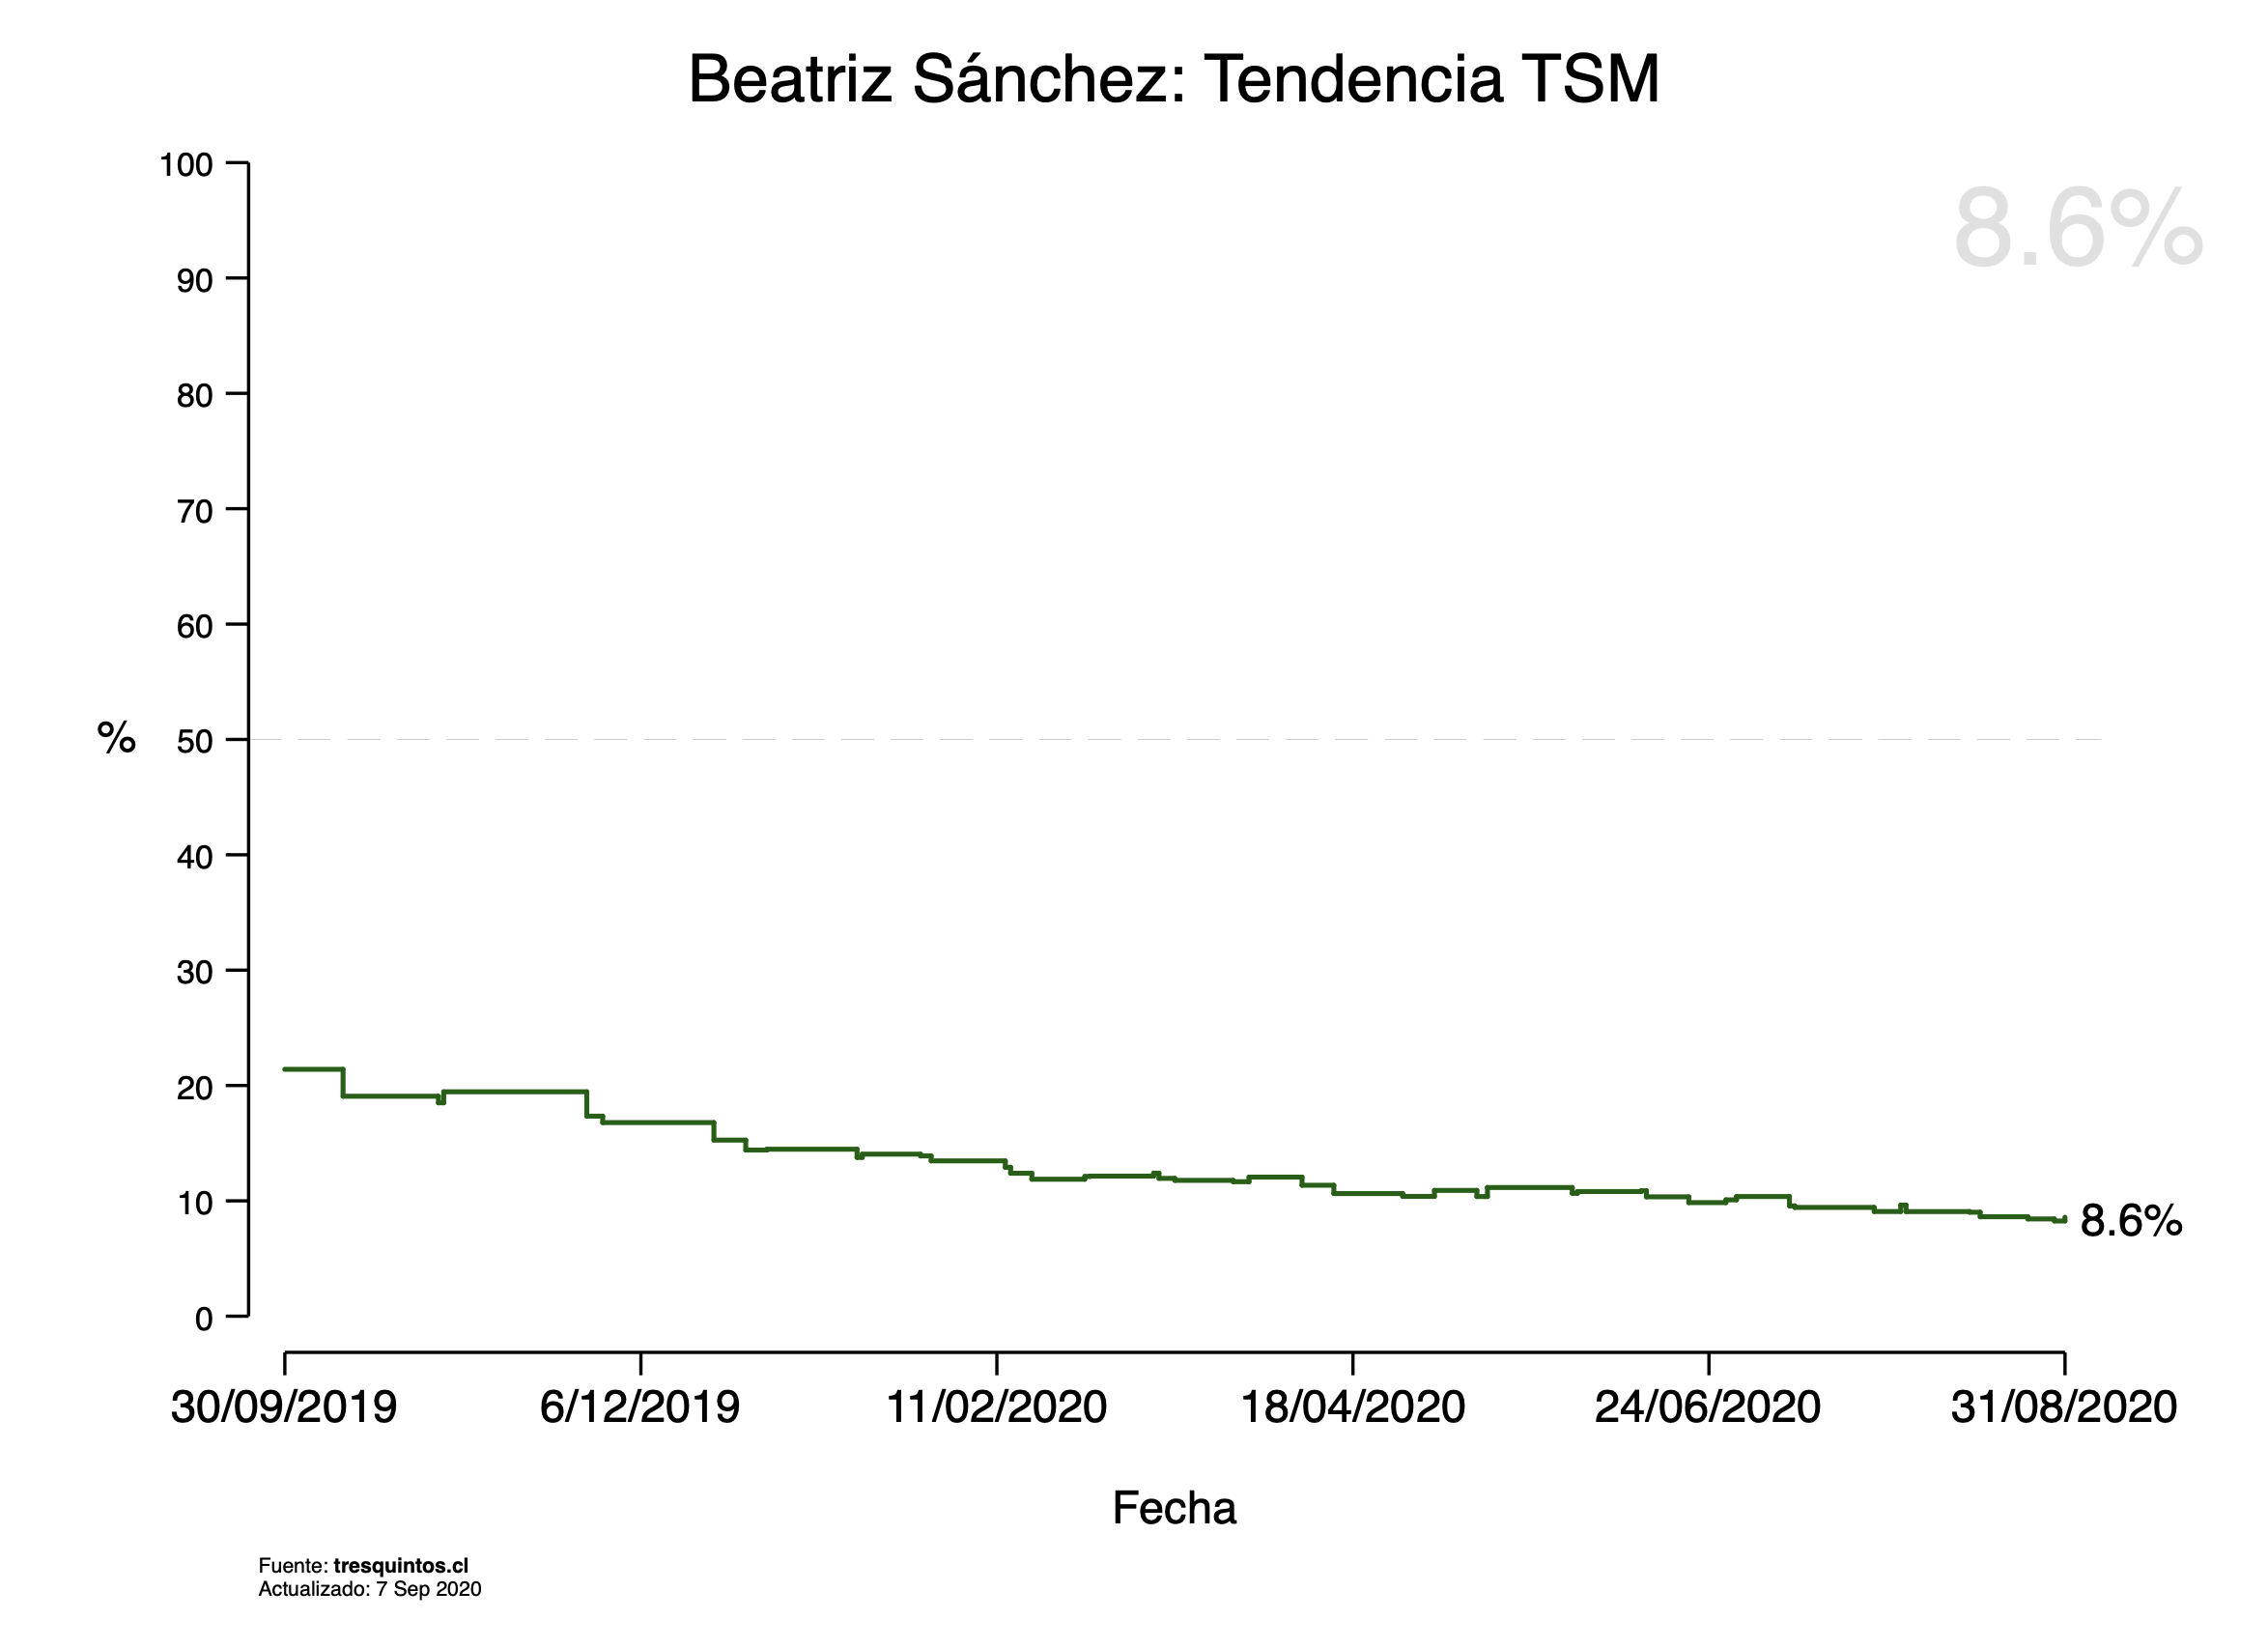 Beatriz Sánchez: Tendencia TSM
8.6%
100
90
80
70
60
50
40
30
20
10
0
%
8.6%
30/09/2019 6/12/2019 11/02/2020 18/04/2020 24/06/2020 31/08/2020
Fecha
Fuente: tresquintos.cl
Actualizado: 7 Sep 2020